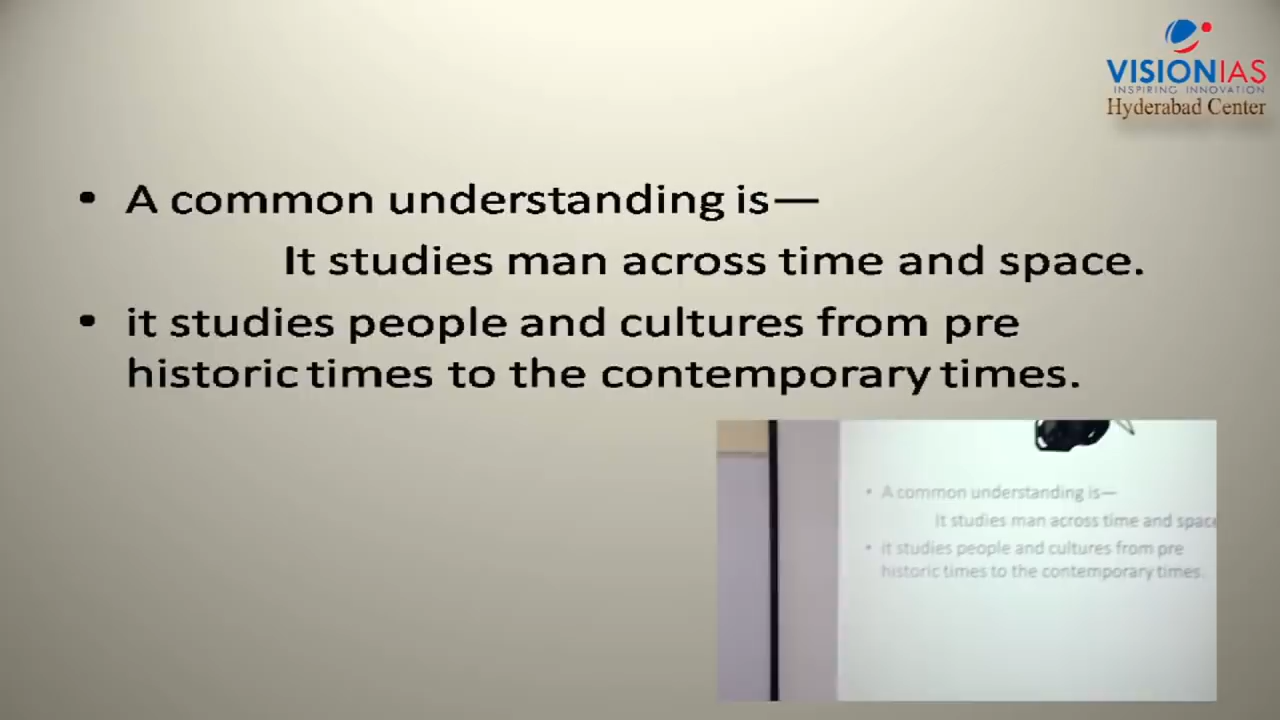 VISIONIAS
INSPIRING INNOVATION
Hyderabad Center
• A common understanding is—
It studies man across time and space.
• it studies people and cultures from pre
historic times to the contemporary times.
• A common understanding is—
It studies man across time and space
• it studies people and cultures from pre
historic times to the contemporary times.